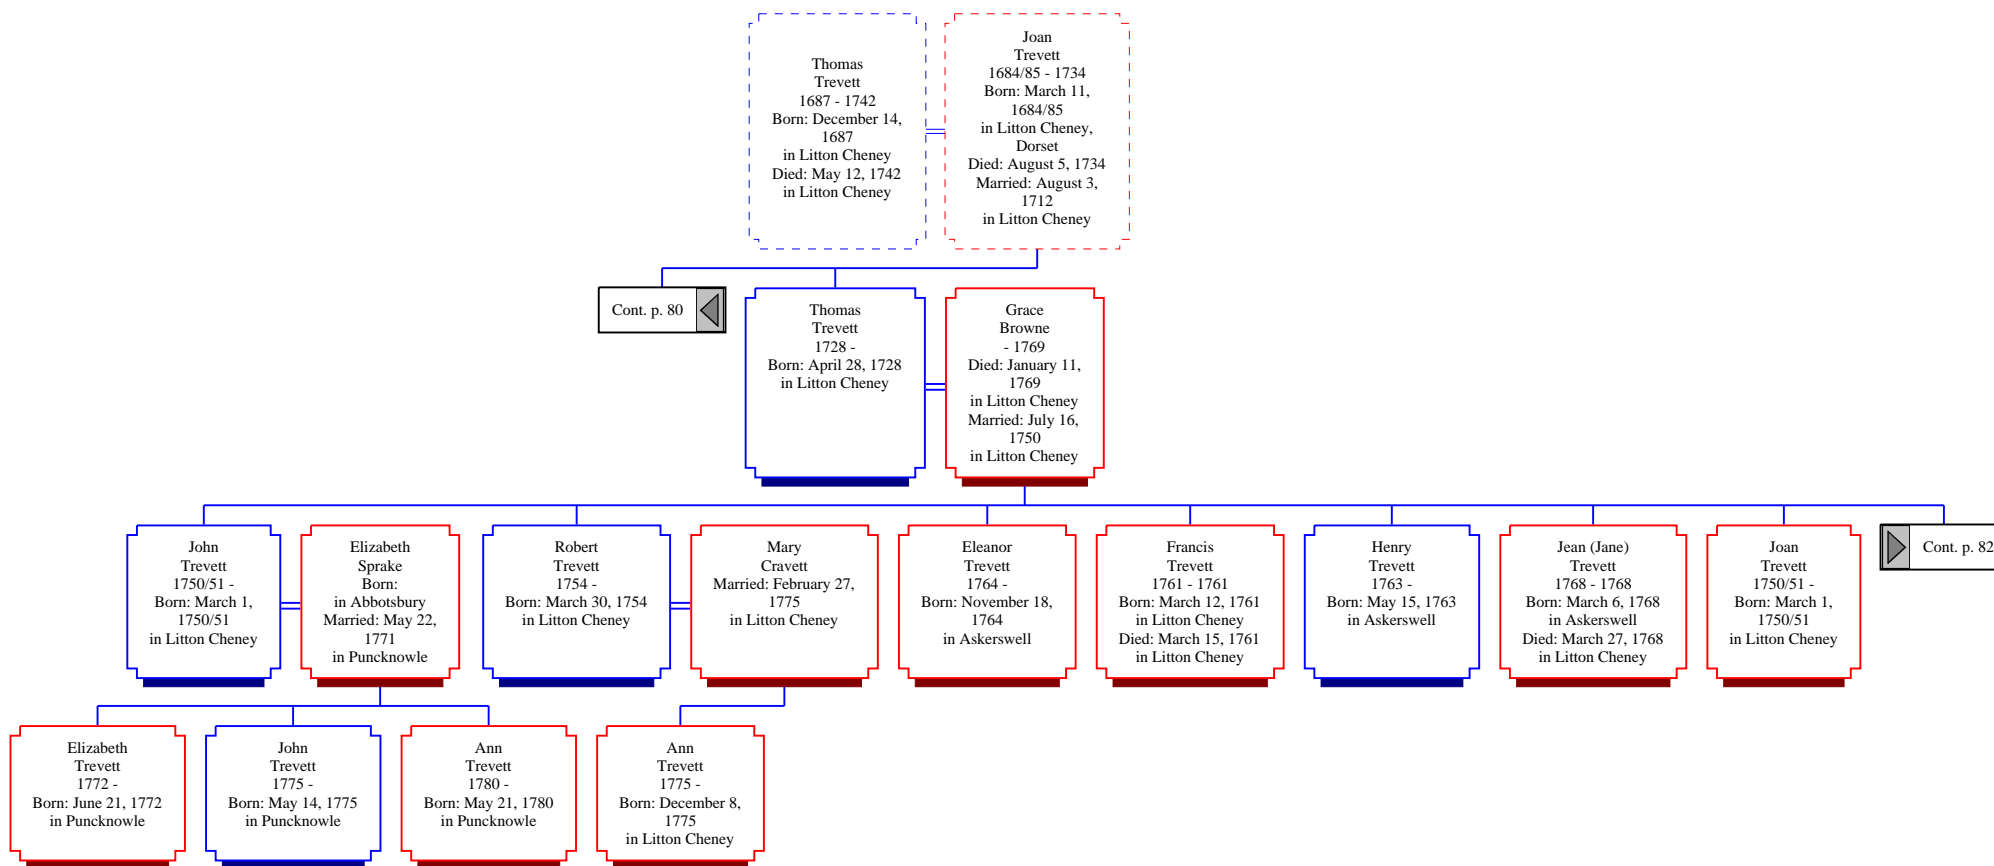 Thomas
Trevett
1687 - 1742
Born: December 14,
1687
in Litton Cheney
Died: May 12, 1742
in Litton Cheney
Joan
Trevett
1684/85 - 1734
Born: March 11,
1684/85
in Litton Cheney,
Dorset
Died: August 5, 1734
Married: August 3,
1712
in Litton Cheney
Cont. p. 80
Thomas
Trevett
1728 -
Born: April 28, 1728
in Litton Cheney
Grace
Browne
- 1769
Died: January 11,
1769
in Litton Cheney
Married: July 16,
1750
in Litton Cheney
John
Trevett
1750/51 -
Born: March 1,
1750/51
in Litton Cheney
Elizabeth
Sprake
Born:
in Abbotsbury
Married: May 22,
1771
in Puncknowle
Robert
Trevett
1754 -
Born: March 30, 1754
in Litton Cheney
Mary
Cravett
Married: February 27,
1775
in Litton Cheney
Eleanor
Trevett
1764 -
Born: November 18,
1764
in Askerswell
Francis
Trevett
1761 - 1761
Born: March 12, 1761
in Litton Cheney
Died: March 15, 1761
in Litton Cheney
Henry
Trevett
1763 -
Born: May 15, 1763
in Askerswell
Jean (Jane)
Trevett
1768 - 1768
Born: March 6, 1768
in Askerswell
Died: March 27, 1768
in Litton Cheney
Joan
Trevett
1750/51 -
Born: March 1,
1750/51
in Litton Cheney
Cont. p. 82
Elizabeth
Trevett
1772 -
Born: June 21, 1772
in Puncknowle
John
Trevett
1775 -
Born: May 14, 1775
in Puncknowle
Ann
Trevett
1780 -
Born: May 21, 1780
in Puncknowle
Ann
Trevett
1775 -
Born: December 8,
1775
in Litton Cheney